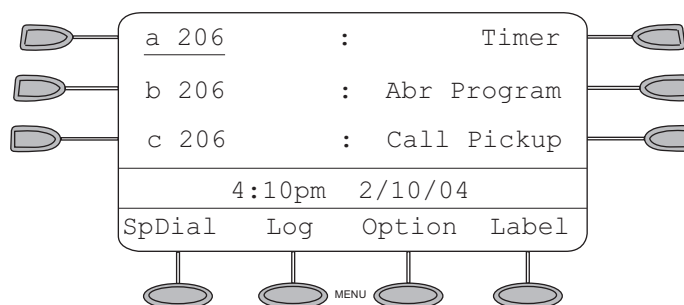 a 206 : Timer
b 206 : Abr Program
c 206 : Call Pickup
4:10pm 2/10/04
SpDial Log Option Label
MENU